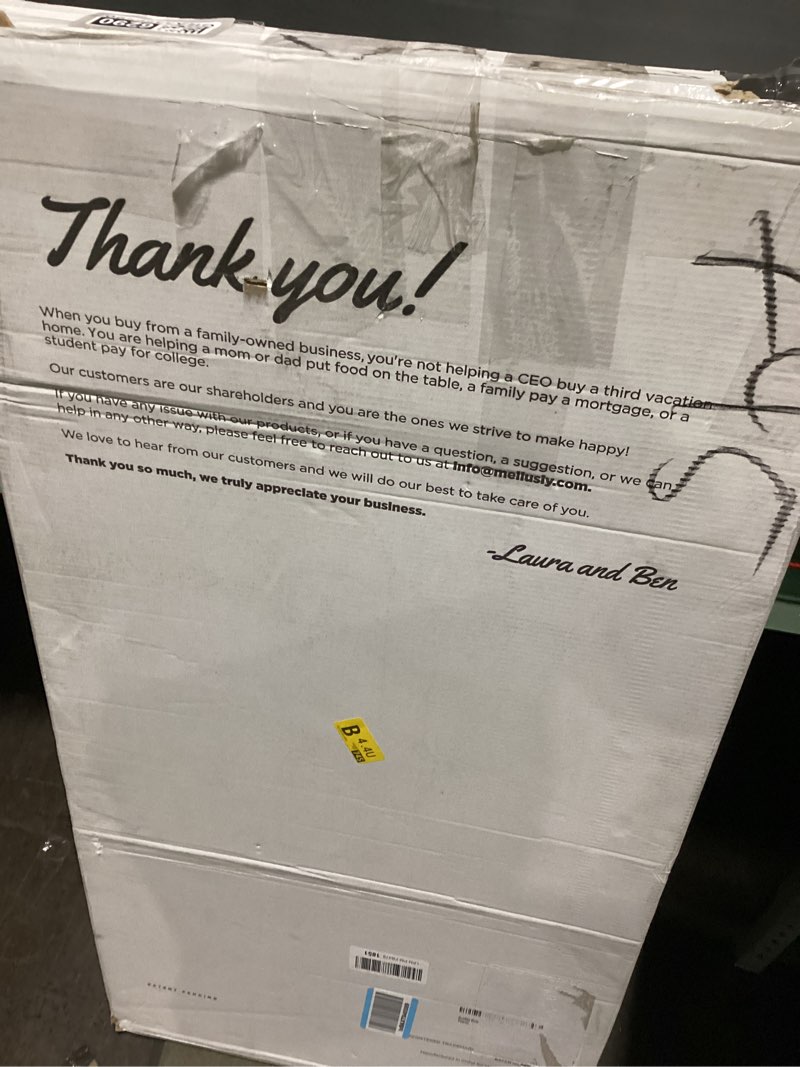 Thank you!
When you buy from a family-owned business, you're not helping a CEO buy a third vacation
home. You are helping a mom or dad put food on the table, a family pay a mortgage, or a
student pay for college.
Our customers are our shareholders and you are the ones we strive to make happy!
If you have any issue with our products, or if you have a question, a suggestion, or we can
help in any other way, please feel free to reach out to us at Info@mellusly.com.
We love to hear from our customers and we will do our best to take care of you.
Thank you so much, we truly appreciate your business.
-Laura and Ben
B 4.4U
1851
PATENT PENDING